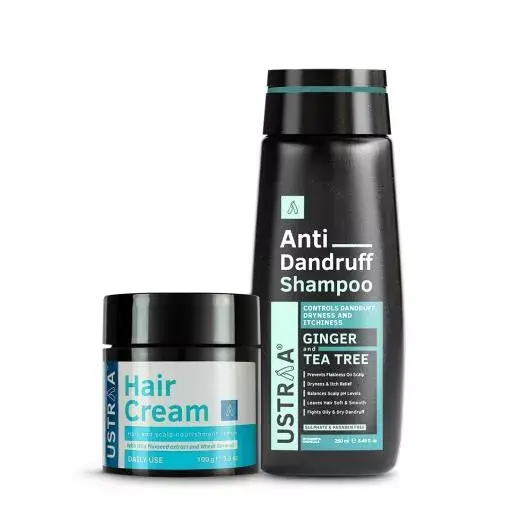 USTRAA®
Hair
Cream
Hair and scalp nourishment cream
DAILY USE
Anti
Dandruff
Shampoo
CONTROLS DANDRUFF,
DRYNESS AND
ITCHINESS
GINGER
and
TEA TREE
Prevents Flakiness On Scalp
Dryness & Itch Relief
Balances Scalp pH Levels
Leaves Hair Soft & Smooth
Fights Oily & Dry Dandruff
SULPHATE & PARABEN FREE
250 ml
USTRAA®